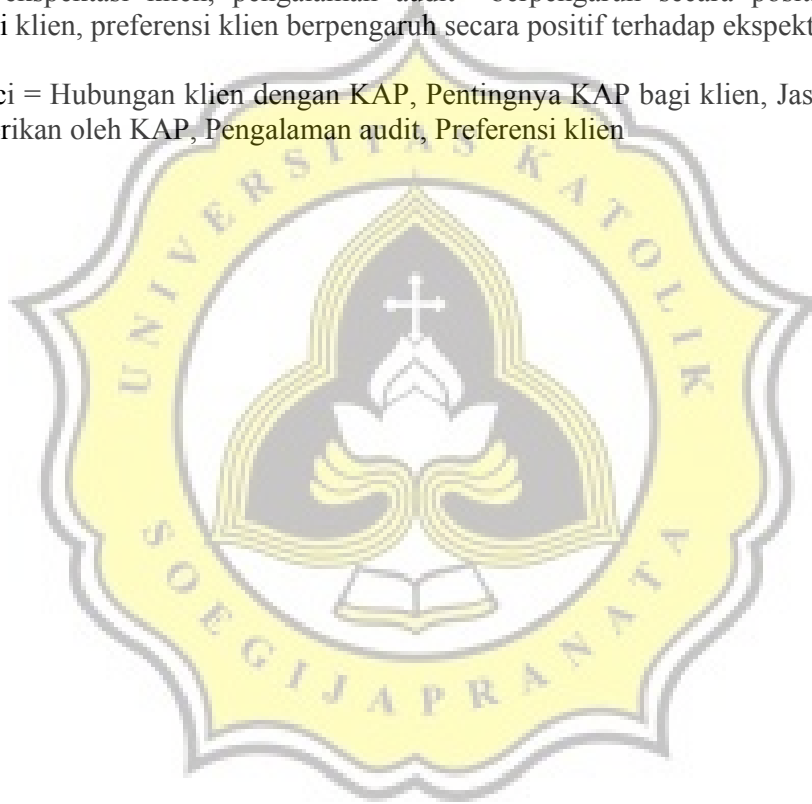 ekspektasi klien, pengalaman audit berpengaruh secara positi
i klien, preferensi klien berpengaruh secara positif terhadap ekspekt
ci = Hubungan klien dengan KAP, Pentingnya KAP bagi klien, Jas
rikan oleh KAP, Pengalaman audit, Preferensi klien
UNIVERSITAS KATOLIK
SOEGIJAPRANATA